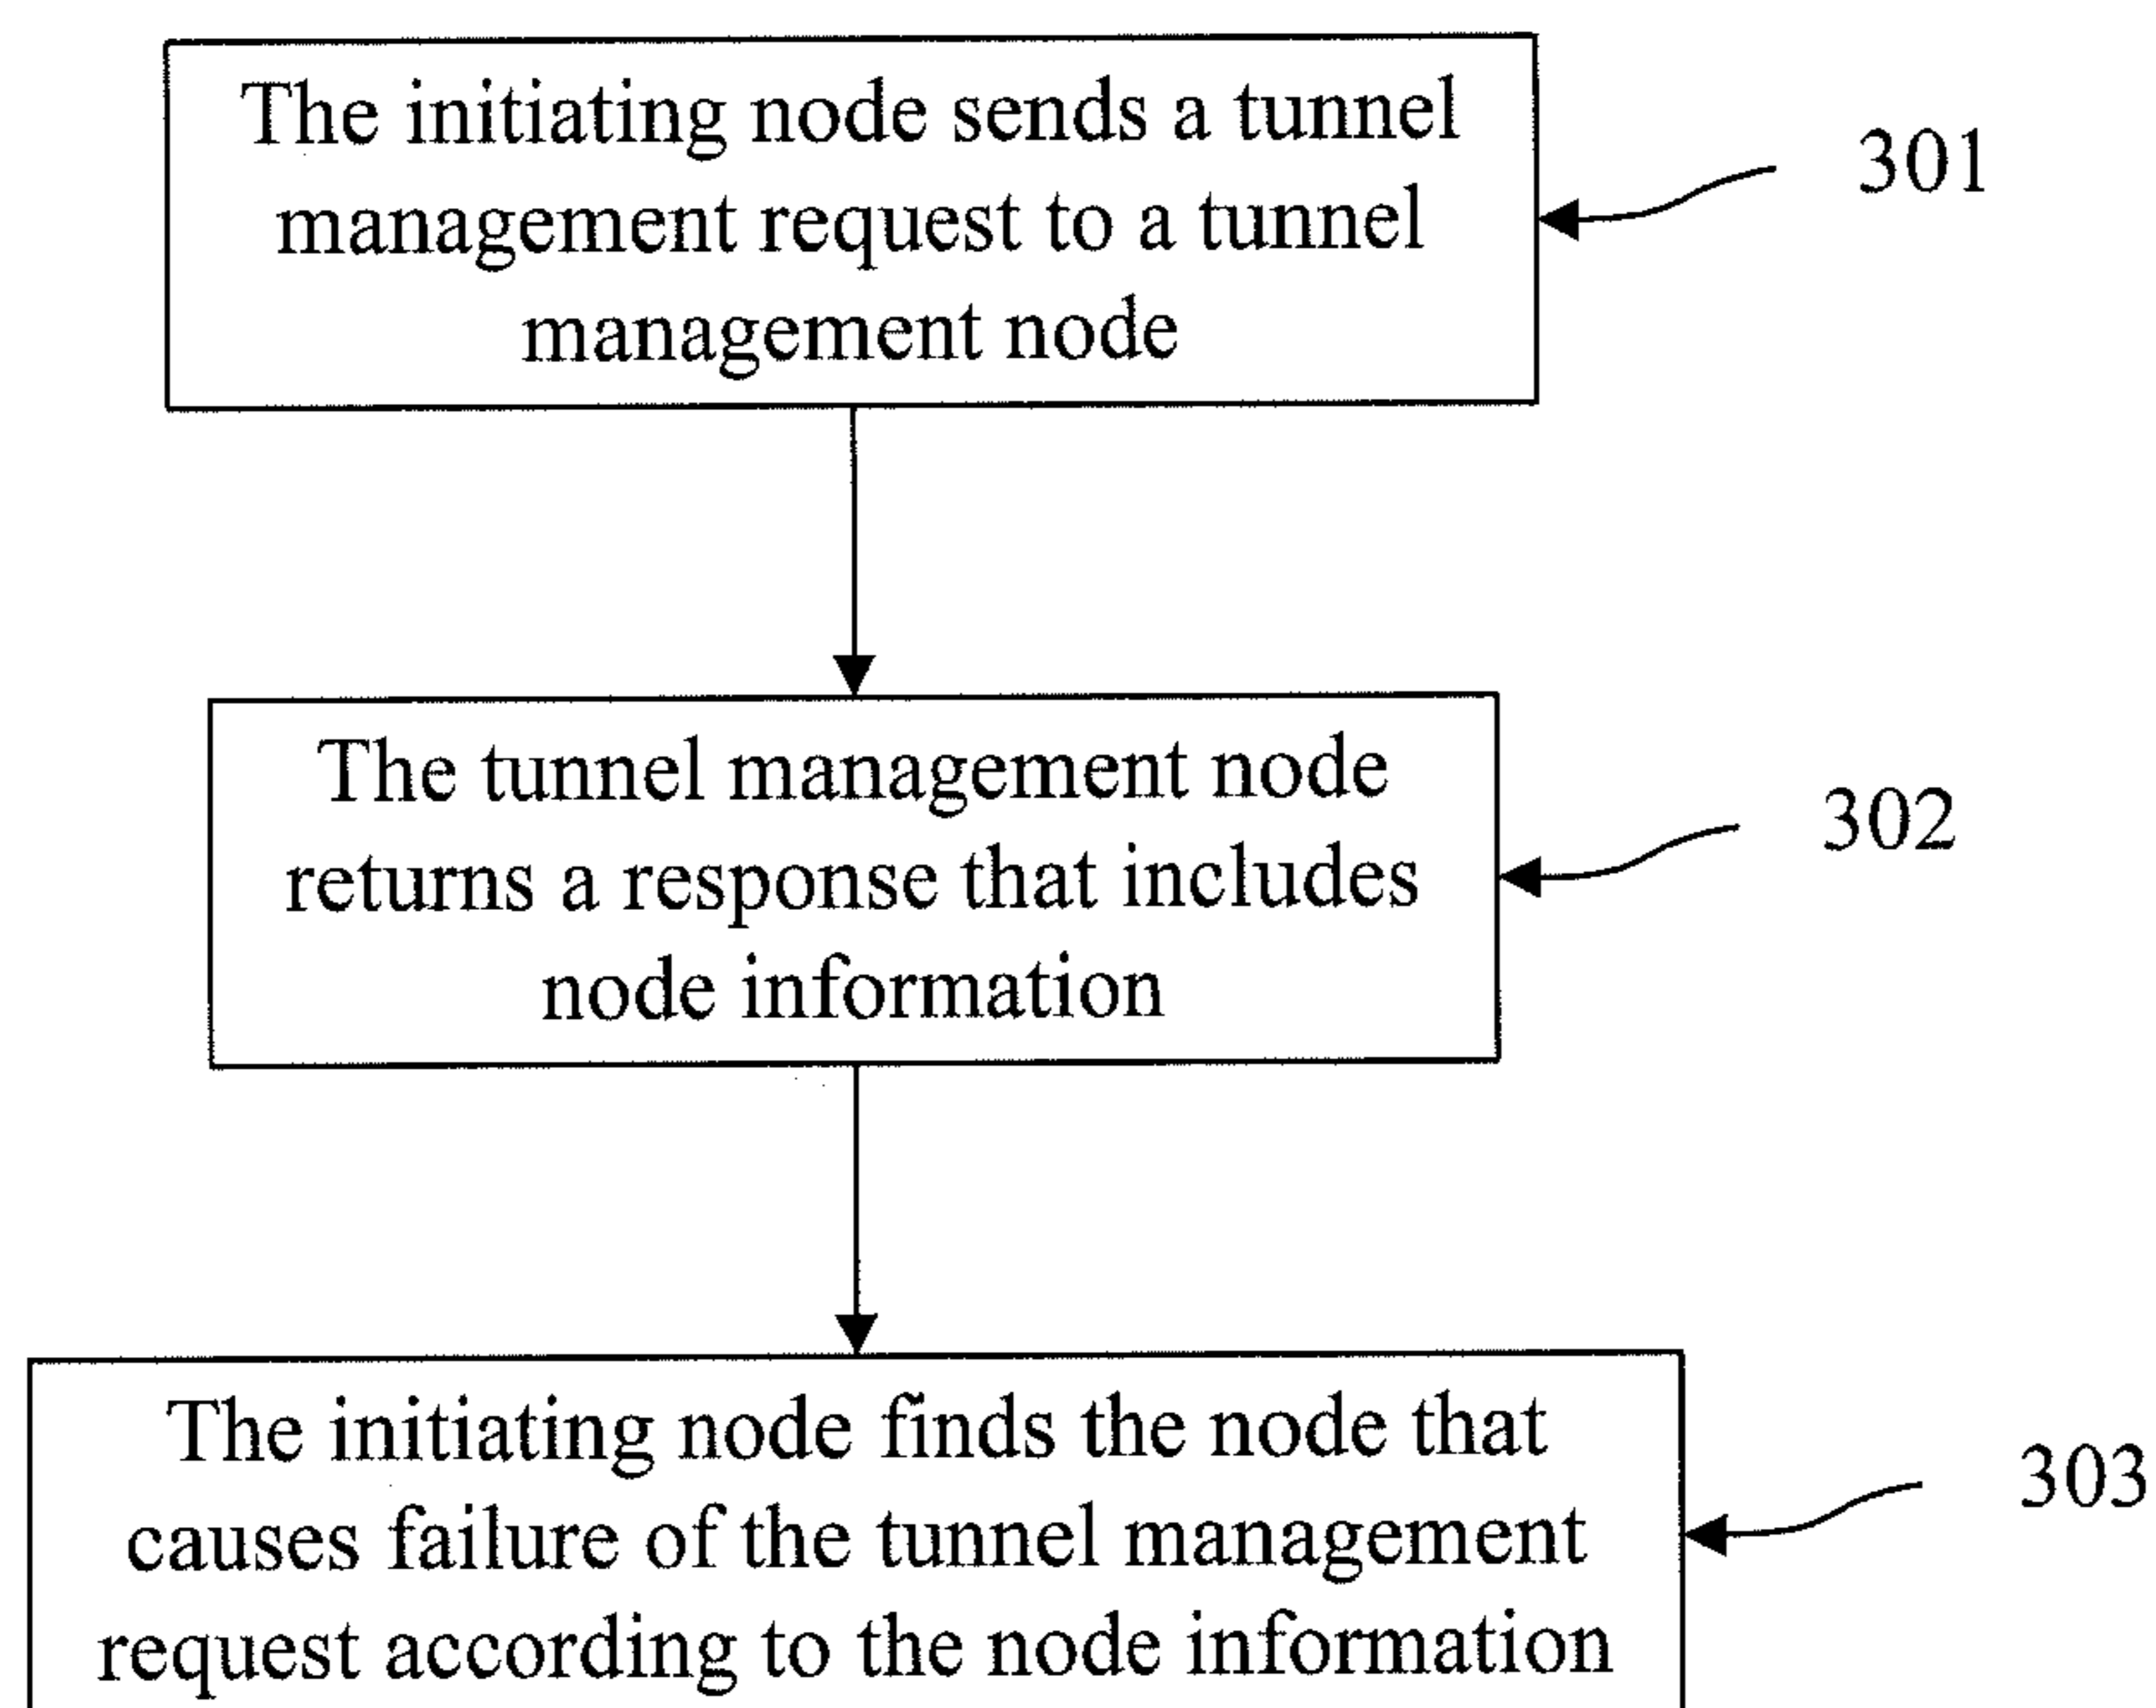 The initiating node sends a tunnel
management request to a tunnel
management node
301
The tunnel management node
returns a response that includes
node information
302
The initiating node finds the node that
causes failure of the tunnel management
request according to the node information
303